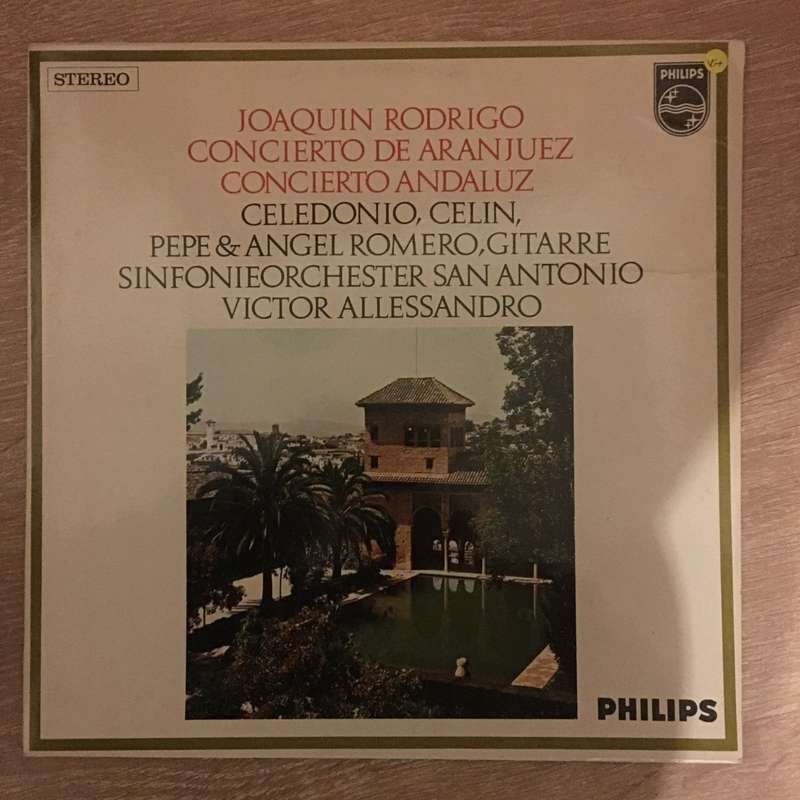 STEREO
PHILIPS
JOAQUIN RODRIGO
CONCIERTO DE ARANJUEZ
CONCIERTO ANDALUZ
CELEDONIO, CELIN,
PEPE & ANGEL ROMERO, GITARRE
SINFONIEORCHESTER SAN ANTONIO
VICTOR ALLESSANDRO
PHILIPS